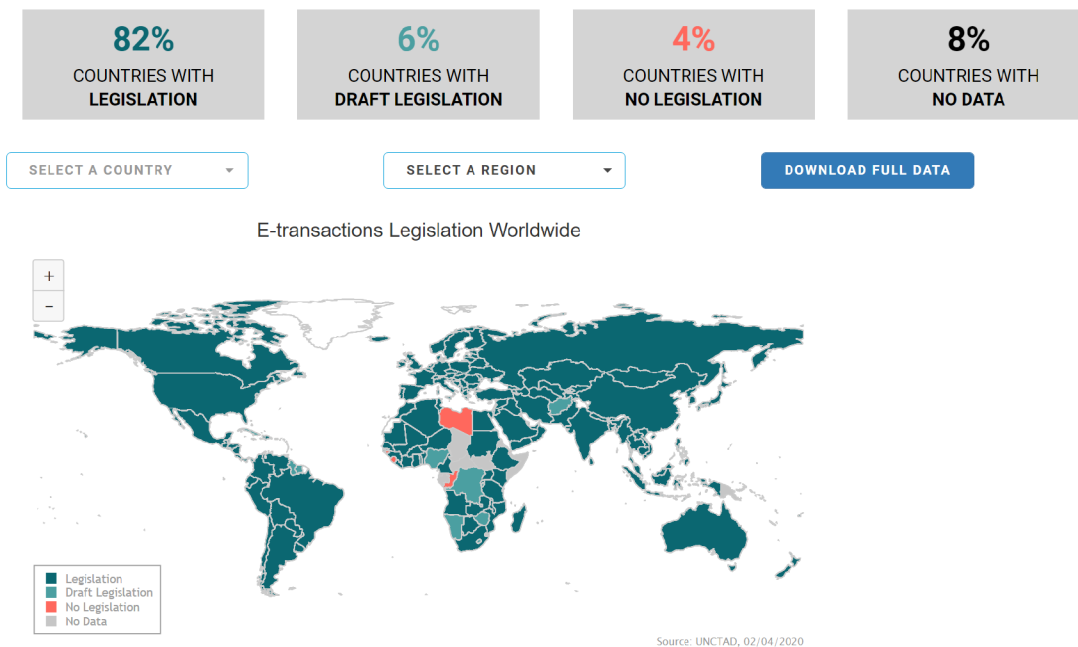 82%
COUNTRIES WITH
LEGISLATION
6%
COUNTRIES WITH
DRAFT LEGISLATION
4%
COUNTRIES WITH
NO LEGISLATION
8%
COUNTRIES WITH
NO DATA
SELECT A COUNTRY
SELECT A REGION
DOWNLOAD FULL DATA
E-transactions Legislation Worldwide
+
−
Legislation
Draft Legislation
No Legislation
No Data
Source: UNCTAD, 02/04/2020